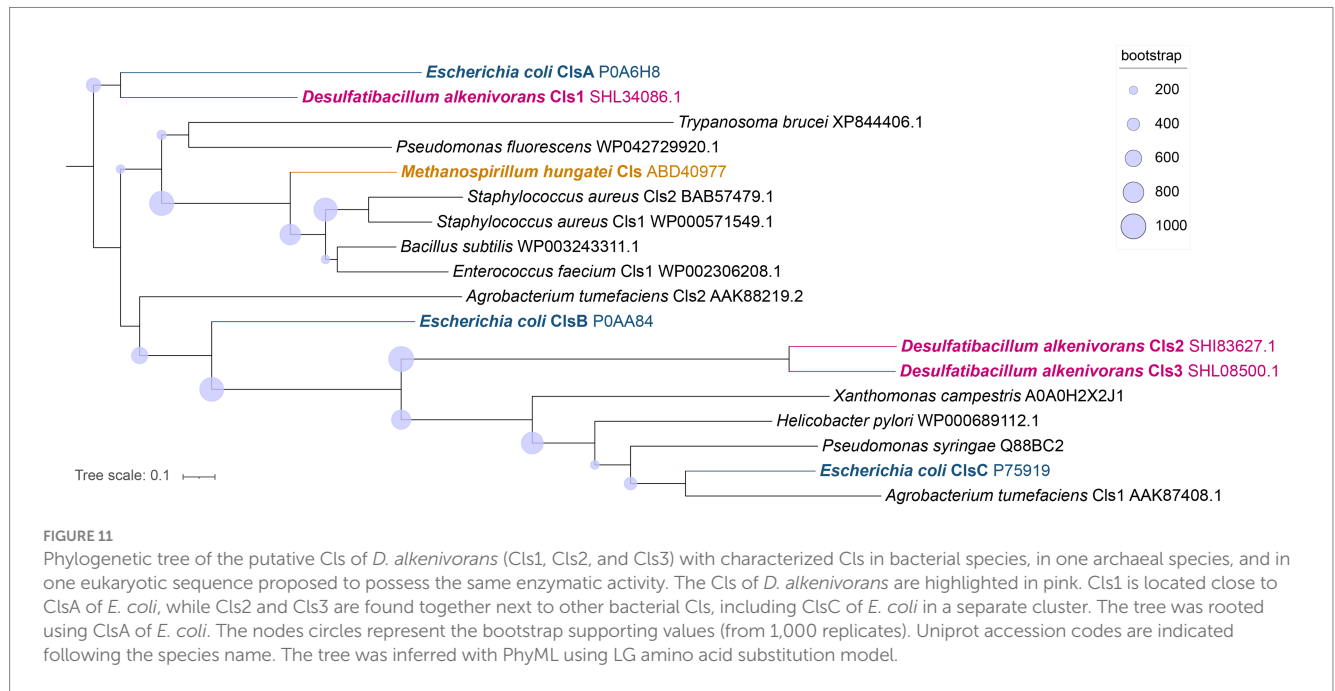 bootstrap
200
400
600
800
1000
Escherichia coli ClsA P0A6H8
Desulfatibacillum alkenivorans Cls1 SHL34086.1
Trypanosoma brucei XP844406.1
Pseudomonas fluorescens WP042729920.1
Methanospirillum hungatei Cls ABD40977
Staphylococcus aureus Cls2 BAB57479.1
Staphylococcus aureus Cls1 WP000571549.1
Bacillus subtilis WP003243311.1
Enterococcus faecium Cls1 WP002306208.1
Agrobacterium tumefaciens Cls2 AAK88219.2
Escherichia coli ClsB P0AA84
Desulfatibacillum alkenivorans Cls2 SHI83627.1
Desulfatibacillum alkenivorans Cls3 SHL08500.1
Xanthomonas campestris A0A0H2X2J1
Helicobacter pylori WP000689112.1
Pseudomonas syringae Q88BC2
Escherichia coli ClsC P75919
Agrobacterium tumefaciens Cls1 AAK87408.1
Tree scale: 0.1
FIGURE 11
Phylogenetic tree of the putative Cls of D. alkenivorans (Cls1, Cls2, and Cls3) with characterized Cls in bacterial species, in one archaeal species, and in
one eukaryotic sequence proposed to possess the same enzymatic activity. The Cls of D. alkenivorans are highlighted in pink. Cls1 is located close to
ClsA of E. coli, while Cls2 and Cls3 are found together next to other bacterial Cls, including ClsC of E. coli in a separate cluster. The tree was rooted
using ClsA of E. coli. The nodes circles represent the bootstrap supporting values (from 1,000 replicates). Uniprot accession codes are indicated
following the species name. The tree was inferred with PhyML using LG amino acid substitution model.